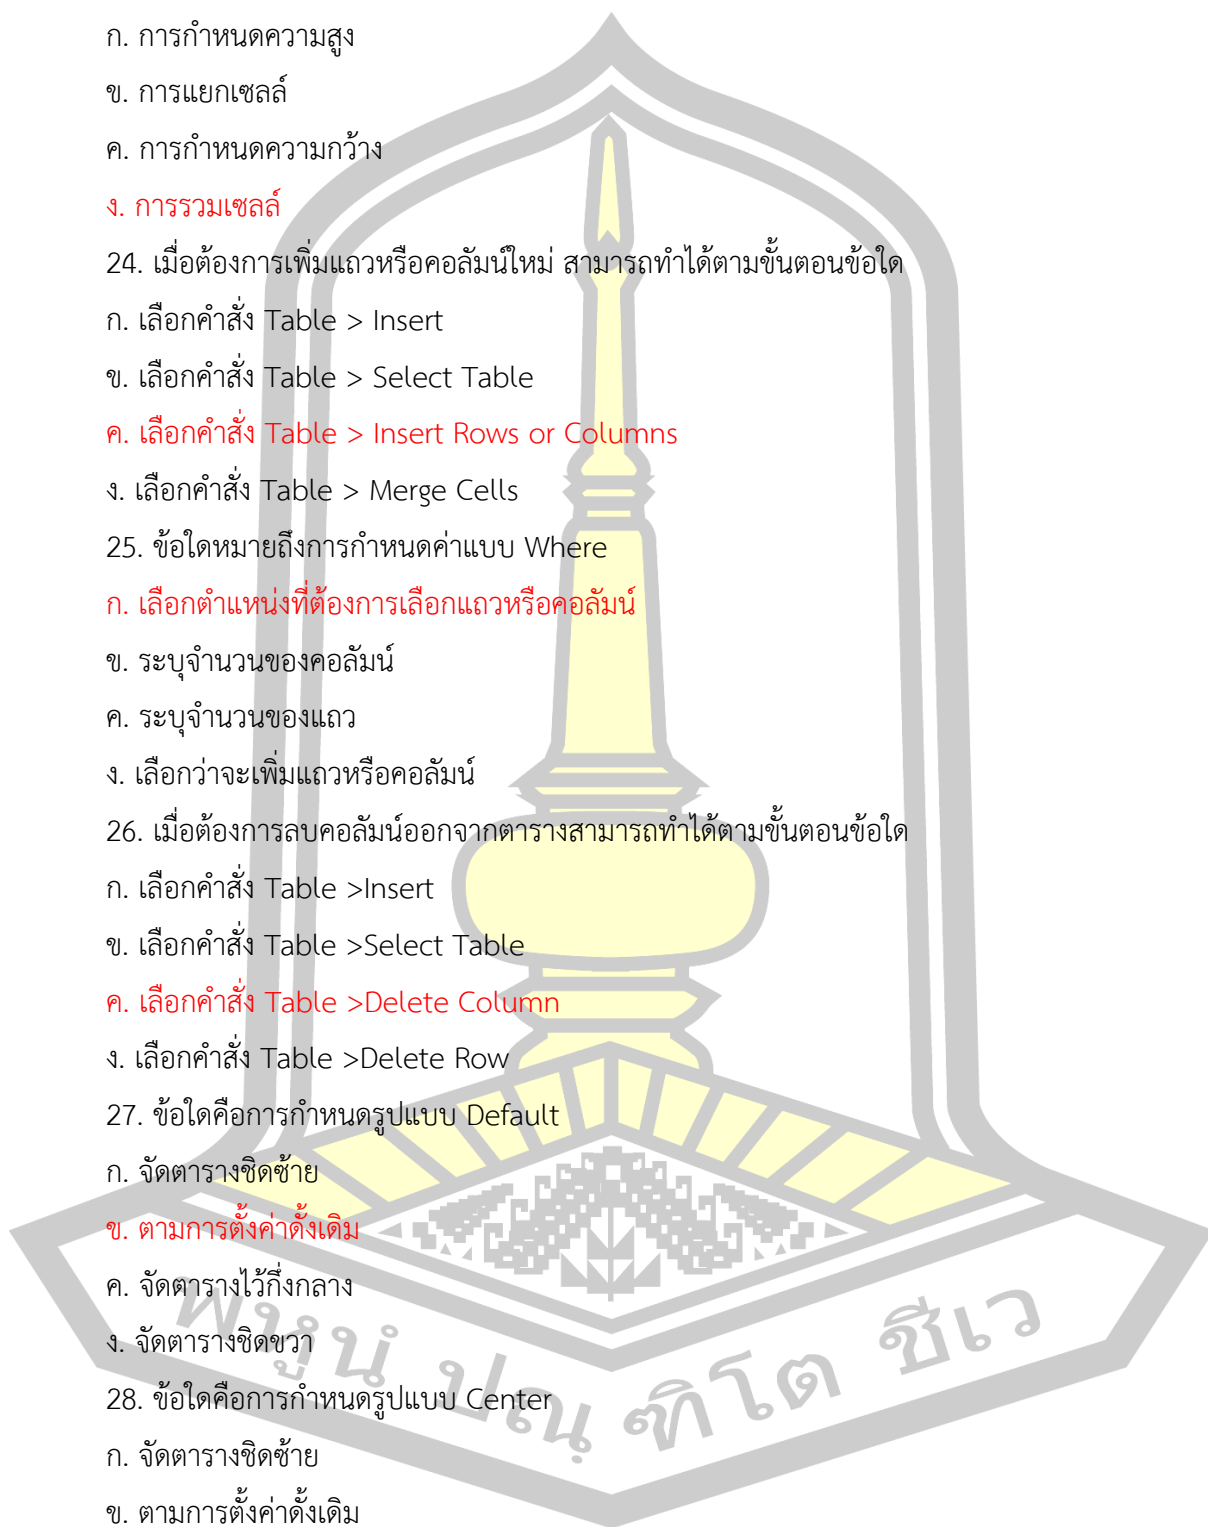 ก. การกำหนดความสูง
ข. การแยกเซลล์
ค. การกำหนดความกว้าง
ง. การรวมเซลล์
24. เมื่อต้องการเพิ่มแถวหรือคอลัมน์ใหม่ สามารถทำได้ตามขั้นตอนข้อใด
ก. เลือกคำสั่ง Table > Insert
ข. เลือกคำสั่ง Table > Select Table
ค. เลือกคำสั่ง Table > Insert Rows or Columns
ง. เลือกคำสั่ง Table > Merge Cells
25. ข้อใดหมายถึงการกำหนดค่าแบบ Where
ก. เลือกตำแหน่งที่ต้องการเลือกแถวหรือคอลัมน์
ข. ระบุจำนวนของคอลัมน์
ค. ระบุจำนวนของแถว
ง. เลือกว่าจะเพิ่มแถวหรือคอลัมน์
26. เมื่อต้องการลบคอลัมน์ออกจากตารางสามารถทำได้ตามขั้นตอนข้อใด
ก. เลือกคำสั่ง Table >Insert
ข. เลือกคำสั่ง Table >Select Table
ค. เลือกคำสั่ง Table >Delete Column
ง. เลือกคำสั่ง Table >Delete Row
27. ข้อใดคือการกำหนดรูปแบบ Default
ก. จัดตารางชิดซ้าย
ข. ตามการตั้งค่าดั้งเดิม
ค. จัดตารางไว้กึ่งกลาง
ง. จัดตารางชิดขวา
28. ข้อใดคือการกำหนดรูปแบบ Center
ก. จัดตารางชิดซ้าย
ข. ตามการตั้งค่าดั้งเดิม
พหูนํ ปณฺ ฑิโต ชีเว